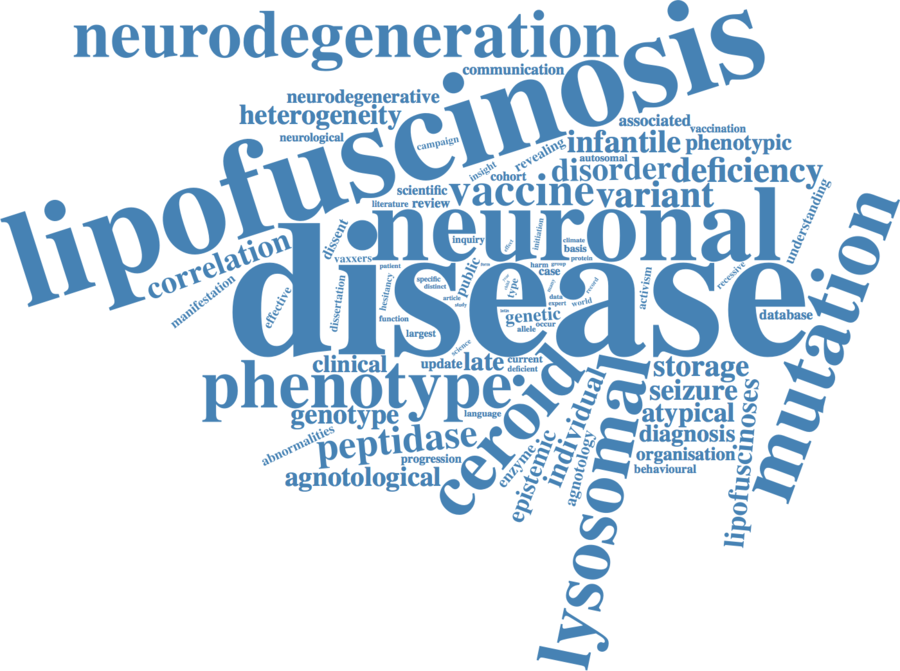 neurodegeneration
lipofuscinosis
communication
neurodegenerative
heterogeneity
neurological
campaign
associated
vaccination
infantile
phenotypic
revealing
insight
autosomal
cohort
disorder
deficiency
scientific
literature
review
vaccine
variant
understanding
neuronal
dissent
correlation
manifestation
inquiry
effect
initiation
climate
basis
protein
vaxxers
patient
disease
mutation
effective
dissertation
hesitancy
specific
distinct
public
article
study
type
harm
group
case
data
expert
world
record
activism
recessive
genetic
allele
occur
database
function
largest
science
clinical
update
late
current
deficient
storage
phenotype
ceroid
lysosomal
individual
seizure
genotype
language
atypical
lipofuscinoses
abnormalities
peptidase
progression
enzyme
epistemic
agnotology
diagnosis
organisation
behavioural
agnotological